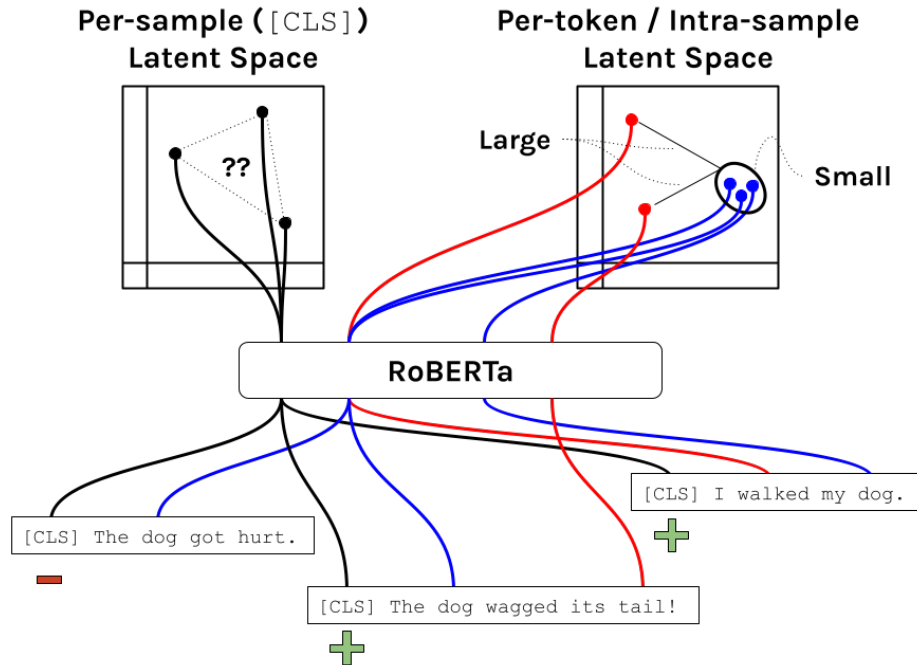 Per-sample ([CLS])
Latent Space
Per-token / Intra-sample
Latent Space
??
Large
Small
RoBERTa
[CLS] I walked my dog.
[CLS] The dog got hurt.
[CLS] The dog wagged its tail!